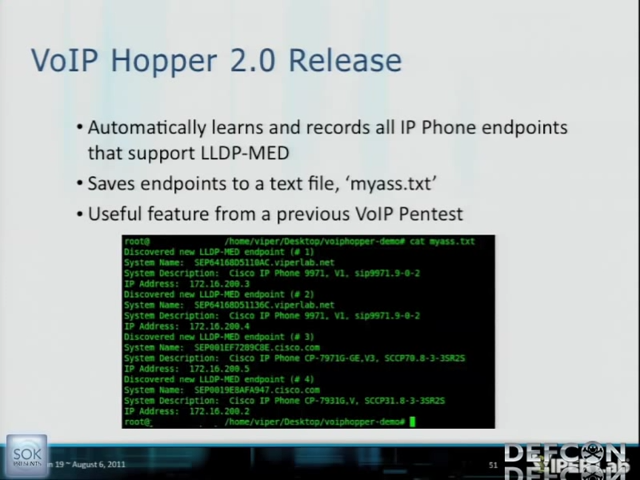 VoIP Hopper 2.0 Release
• Automatically learns and records all IP Phone endpoints
that support LLDP-MED
• Saves endpoints to a text file, ‘myass.txt’
• Useful feature from a previous VoIP Pentest
root@ /home/viper/Desktop/voiphopper-demo# cat myass.txt
Discovered new LLDP-MED endpoint (# 1)
System Name: SEP64168D5110AC.viperlab.net
System Description: Cisco IP Phone 9971, V1, sip9971.9-0-2
IP Address: 172.16.200.3
Discovered new LLDP-MED endpoint (# 2)
System Name: SEP64168D51136C.viperlab.net
System Description: Cisco IP Phone 9971, V1, sip9971.9-0-2
IP Address: 172.16.200.4
Discovered new LLDP-MED endpoint (# 3)
System Name: SEP001EF7289C8E.cisco.com
System Description: Cisco IP Phone CP-7971G-GE,V3, SCCP70.8-3-3SR2S
IP Address: 172.16.200.5
Discovered new LLDP-MED endpoint (# 4)
System Name: SEP0019E8AFA947.cisco.com
System Description: Cisco IP Phone CP-7931G,V, SCCP31.8-3-3SR2S
IP Address: 172.16.200.2
root@ /home/viper/Desktop/voiphopper-demo#
SOK
PRESENTS
on 19 ~ August 6, 2011
51
DEFCON
VIPERLAB